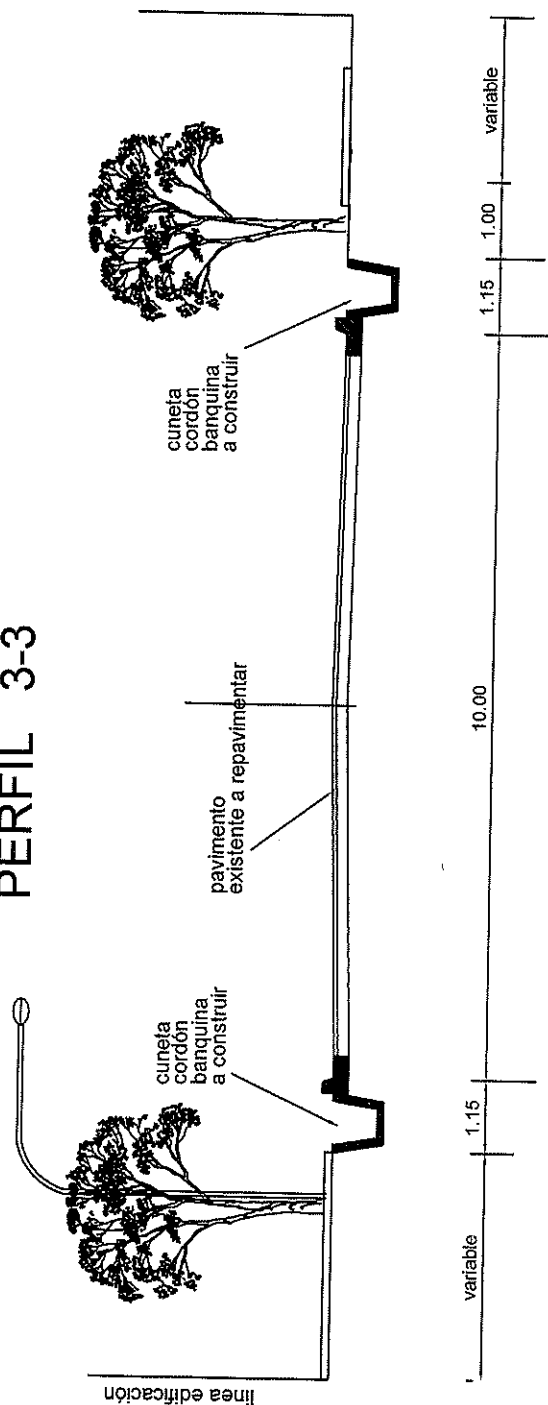 PERFIL 3-3
linea edificación
cuneta
cordón
banquina
a construir
pavimento
existente a repavimentar
cuneta
cordón
banquina
a construir
variable
1.15
10.00
1.15
1.00
variable